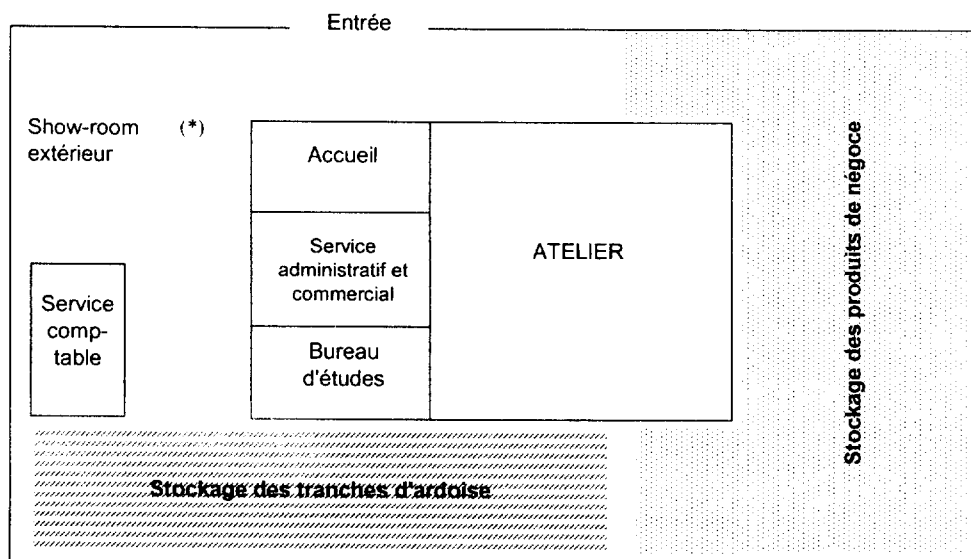 Entrée
Show-room (*)
extérieur
Accueil
Service
administratif et
commercial
Bureau
d'études
ATELIER
Service
comp-
table
Stockage des produits de négoce
Stockage des tranches d'ardoise